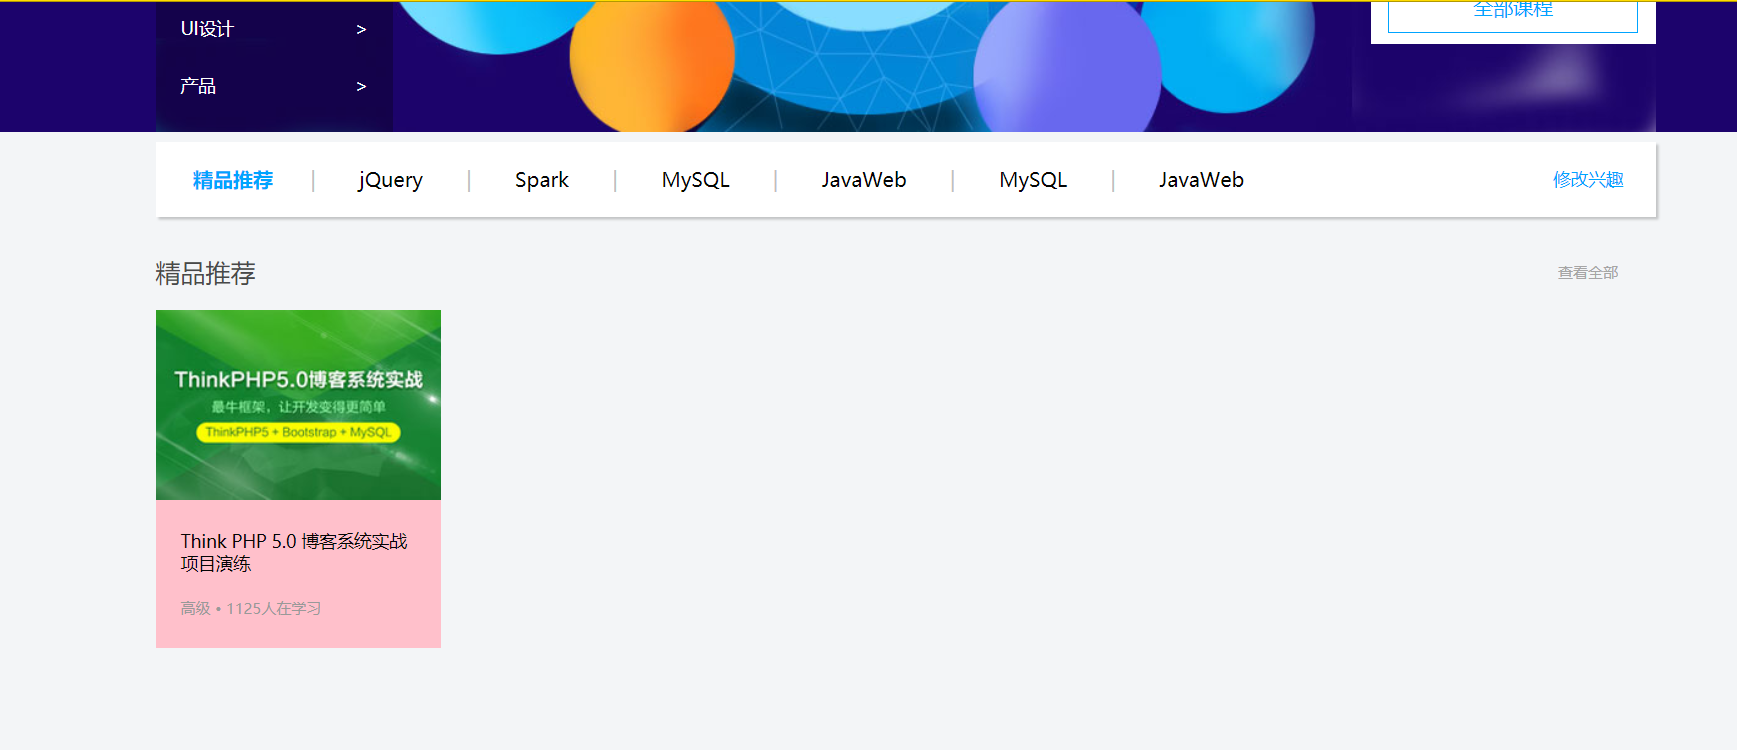 UI设计 >
产品 >
全部课程
精品推荐 | jQuery | Spark | MySQL | JavaWeb | MySQL | JavaWeb 修改兴趣
精品推荐 查看全部
ThinkPHP5.0博客系统实战
最牛框架，让开发变得更简单
ThinkPHP5 + Bootstrap + MySQL
Think PHP 5.0 博客系统实战
项目演练
高级 • 1125人在学习